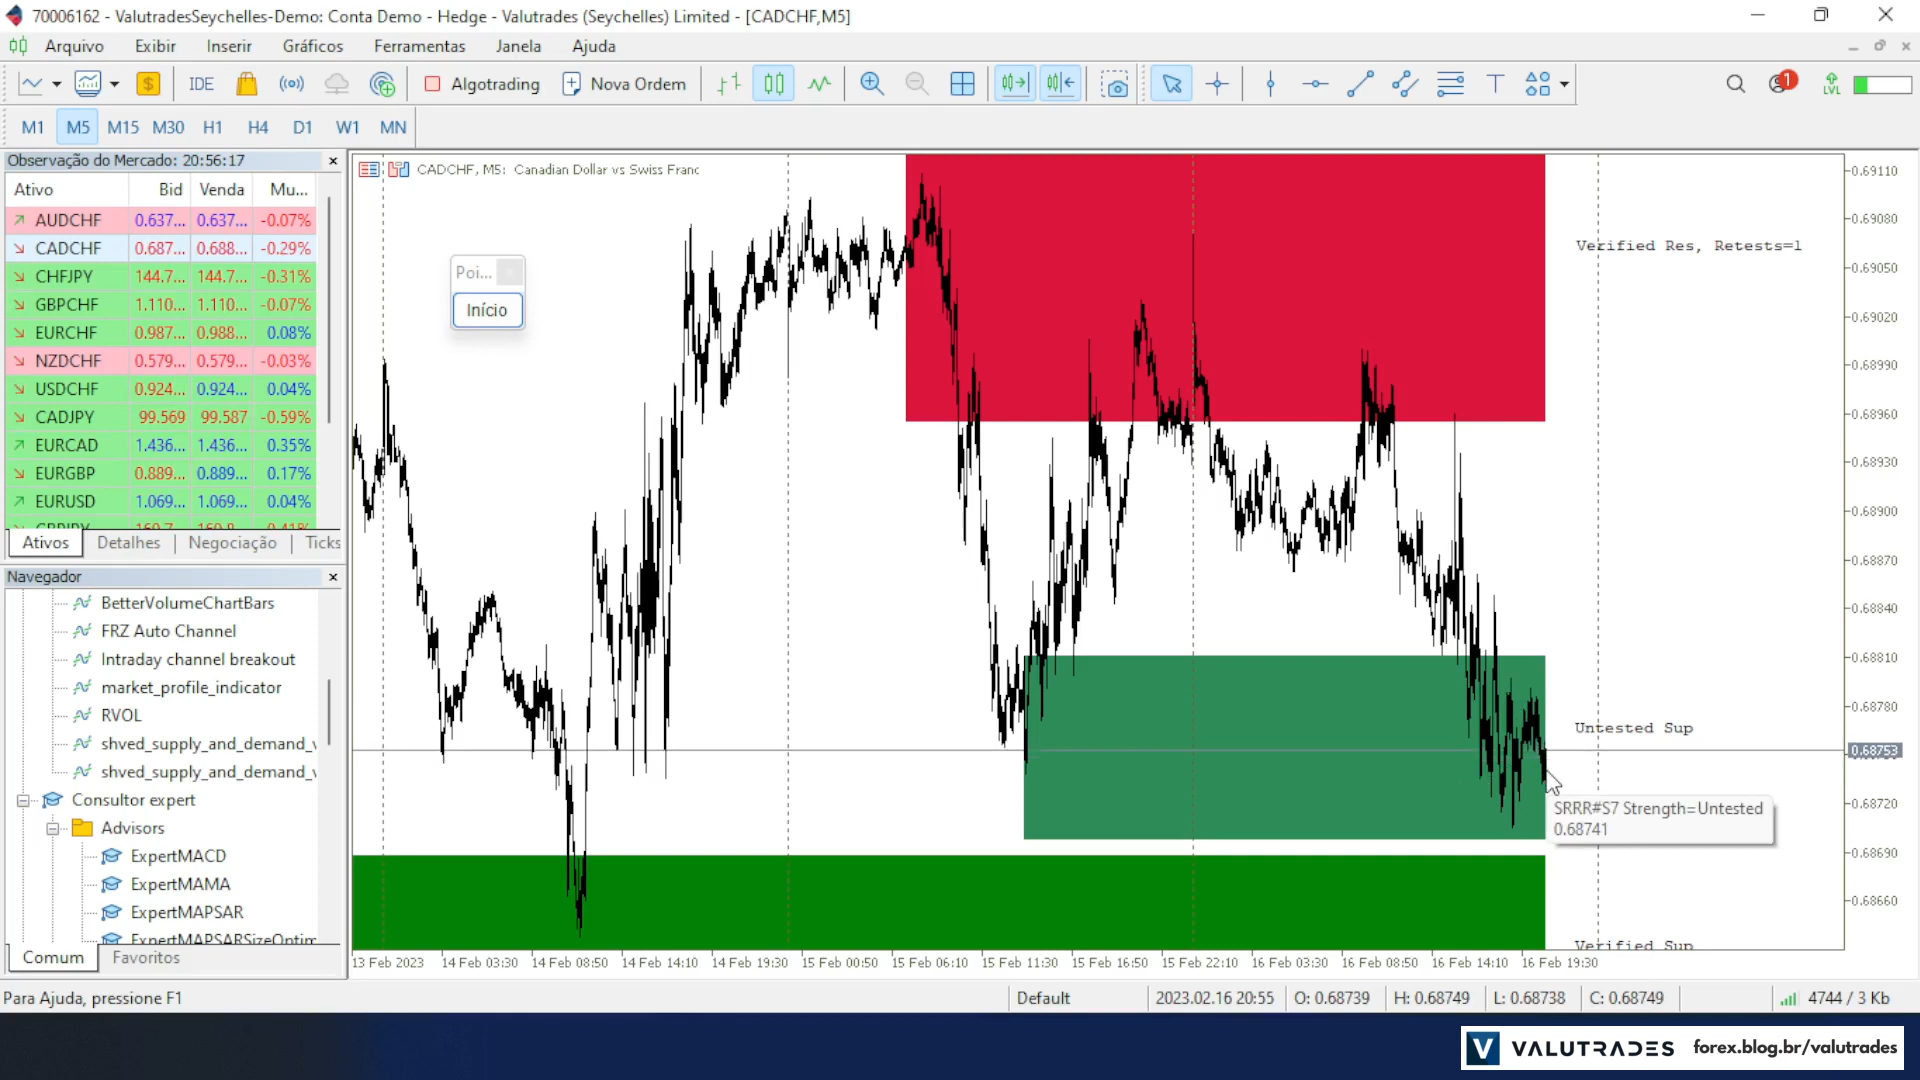 70006162 - ValutradesSeychelles-Demo: Conta Demo - Hedge - Valutrades (Seychelles) Limited - [CADCHF,M5]
Arquivo Exibir Inserir Gráficos Ferramentas Janela Ajuda
IDE Algotrading Nova Ordem T 1 LVL
M1 M5 M15 M30 H1 H4 D1 W1 MN
Observação do Mercado: 20:56:17
Ativo Bid Venda Mu...
AUDCHF 0.637... 0.637... -0.07%
CADCHF 0.687... 0.688... -0.29%
CHFJPY 144.7... 144.7... -0.31%
GBPCHF 1.110... 1.110... -0.07%
EURCHF 0.987... 0.988... 0.08%
NZDCHF 0.579... 0.579... -0.03%
USDCHF 0.924... 0.924... 0.04%
CADJPY 99.569 99.587 -0.59%
EURCAD 1.436... 1.436... 0.35%
EURGBP 0.889... 0.889... 0.17%
EURUSD 1.069... 1.069... 0.04%
Ativos Detalhes Negociação Ticks
Navegador
BetterVolumeChartBars
FRZ Auto Channel
Intraday channel breakout
market_profile_indicator
RVOL
shved_supply_and_demand_v
shved_supply_and_demand_v
Consultor expert
Advisors
ExpertMACD
ExpertMAMA
ExpertMAPSAR
ExpertMAPSARSizeOptim
Comum Favoritos
CADCHF, M5: Canadian Dollar vs Swiss Franc
Poi...
Início
Verified Res, Retests=1
Untested Sup
SRRR#S7 Strength=Untested
0.68741
Verified Sup
0.69110
0.69080
0.69050
0.69020
0.68990
0.68960
0.68930
0.68900
0.68870
0.68840
0.68810
0.68780
0.68753
0.68720
0.68690
0.68660
13 Feb 2023 14 Feb 03:30 14 Feb 08:50 14 Feb 14:10 14 Feb 19:30 15 Feb 00:50 15 Feb 06:10 15 Feb 11:30 15 Feb 16:50 15 Feb 22:10 16 Feb 03:30 16 Feb 08:50 16 Feb 14:10 16 Feb 19:30
Para Ajuda, pressione F1 Default 2023.02.16 20:55 O: 0.68739 H: 0.68749 L: 0.68738 C: 0.68749 4744 / 3 Kb
V VALUTRADES forex.blog.br/valutrades